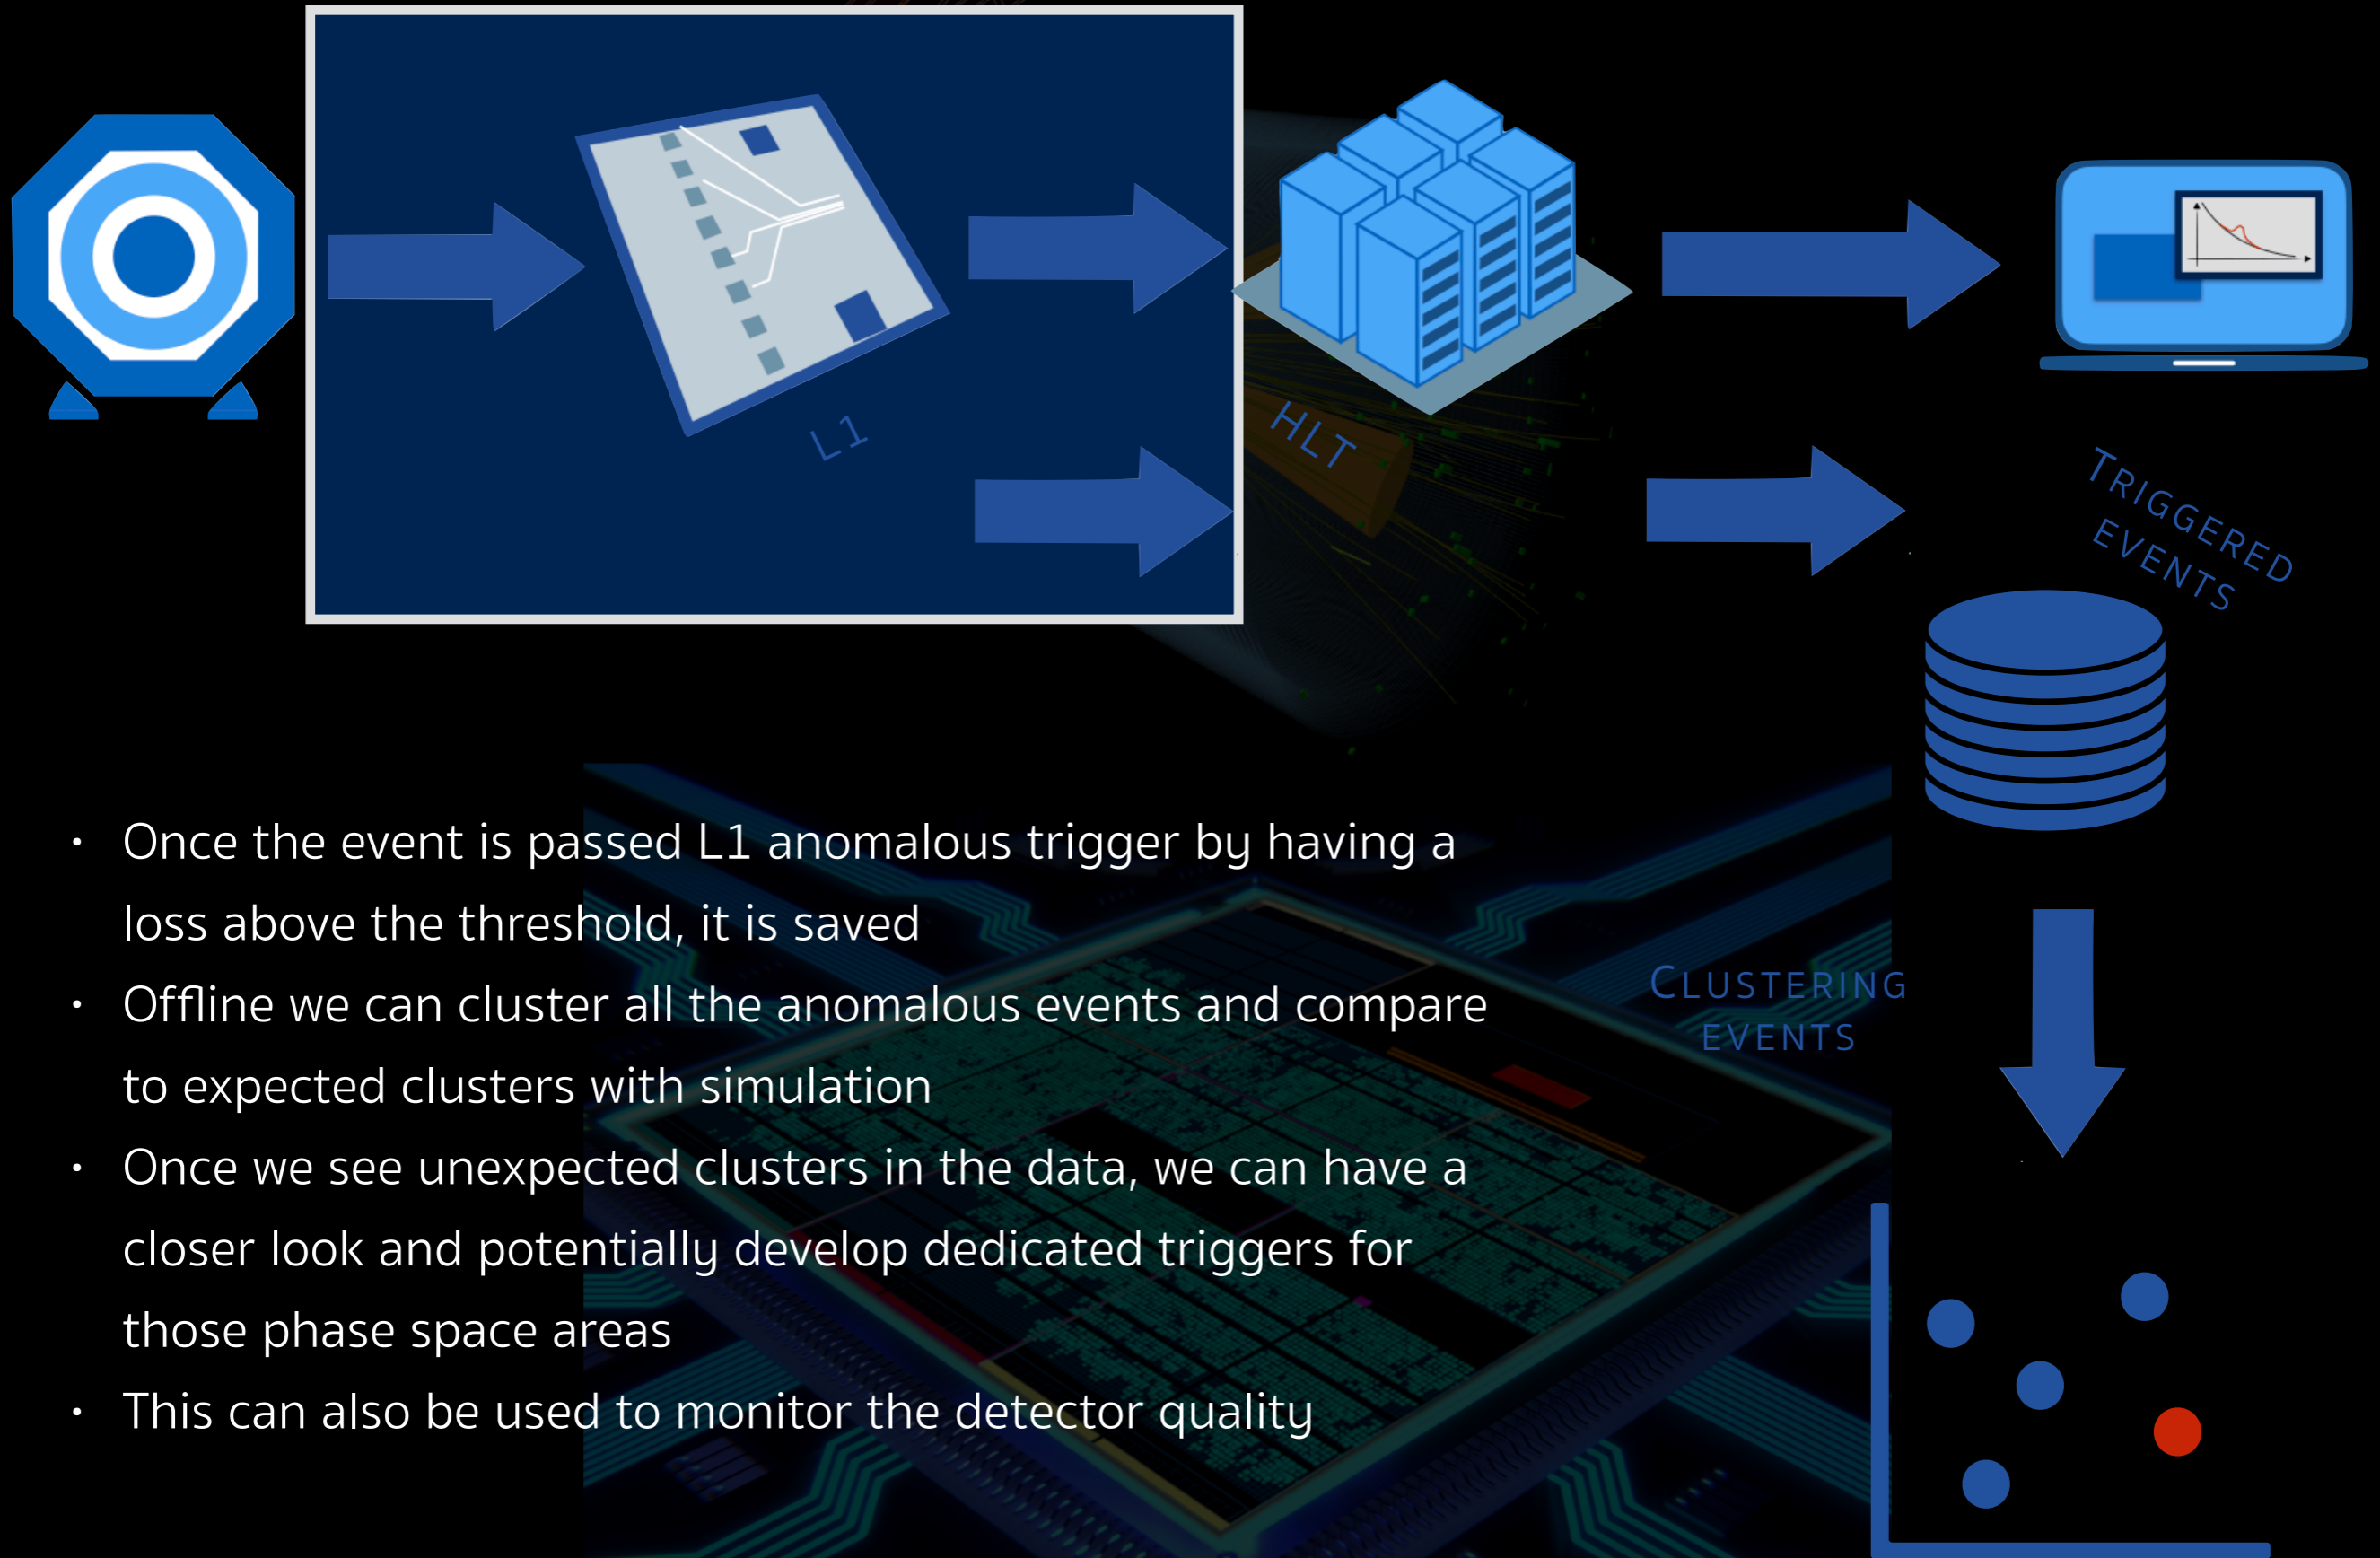 L1
HLT
TRIGGERED
EVENTS
• Once the event is passed L1 anomalous trigger by having a
loss above the threshold, it is saved
• Offline we can cluster all the anomalous events and compare
to expected clusters with simulation
• Once we see unexpected clusters in the data, we can have a
closer look and potentially develop dedicated triggers for
those phase space areas
• This can also be used to monitor the detector quality
CLUSTERING
EVENTS